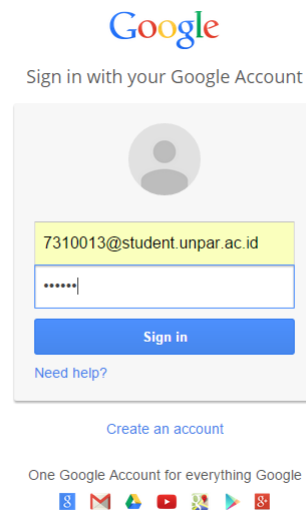 Google
Sign in with your Google Account
7310013@student.unpar.ac.id
••••••
Sign in
Need help?
Create an account
One Google Account for everything Google